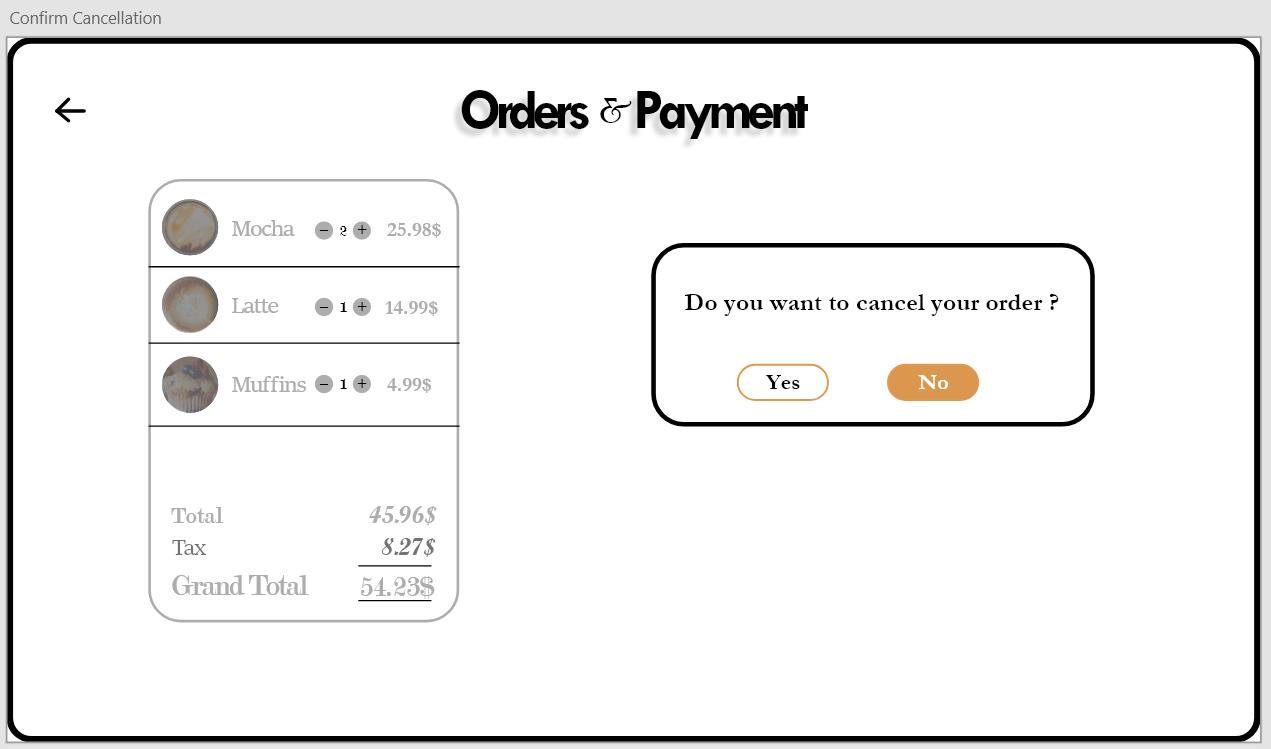 Confirm Cancellation
Orders & Payment
Mocha − 2 + 25.98$
Latte − 1 + 14.99$
Muffins − 1 + 4.99$
Do you want to cancel your order ?
Yes No
Total 45.96$
Tax 8.27$
Grand Total 54.23$